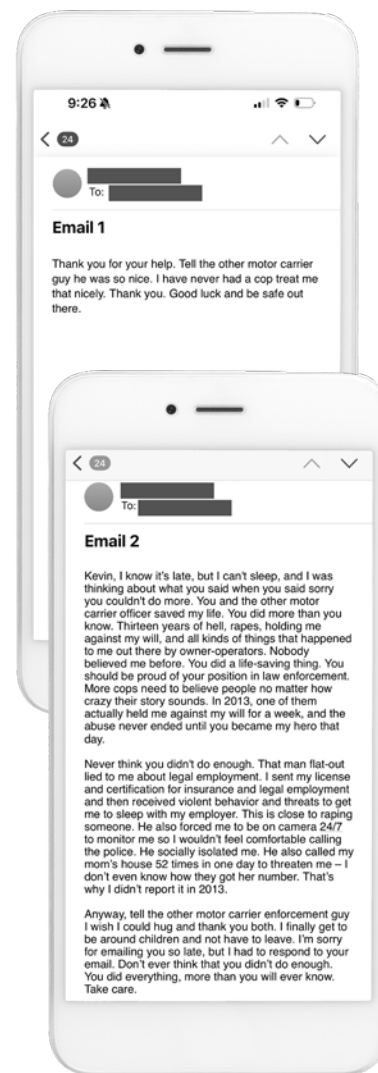 9:26
24
To:
Email 1
Thank you for your help. Tell the other motor carrier
guy he was so nice. I have never had a cop treat me
that nicely. Thank you. Good luck and be safe out
there.
24
To:
Email 2
Kevin, I know it's late, but I can't sleep, and I was
thinking about what you said when you said sorry
you couldn't do more. You and the other motor
carrier officer saved my life. You did more than you
know. Thirteen years of hell, rapes, holding me
against my will, and all kinds of things that happened
to me out there by owner-operators. Nobody
believed me before. You did a life-saving thing. You
should be proud of your position in law enforcement.
More cops need to believe people no matter how
crazy their story sounds. In 2013, one of them
actually held me against my will for a week, and the
abuse never ended until you became my hero that
day.
Never think you didn't do enough. That man flat-out
lied to me about legal employment. I sent my license
and certification for insurance and legal employment
and then received violent behavior and threats to get
me to sleep with my employer. This is close to raping
someone. He also forced me to be on camera 24/7
to monitor me so I wouldn't feel comfortable calling
the police. He socially isolated me. He also called my
mom's house 52 times in one day to threaten me – I
don't even know how they got her number. That's
why I didn't report it in 2013.
Anyway, tell the other motor carrier enforcement guy
I wish I could hug and thank you both. I finally get to
be around children and not have to leave. I'm sorry
for emailing you so late, but I had to respond to your
email. Don't ever think that you didn't do enough.
You did everything, more than you will ever know.
Take care.